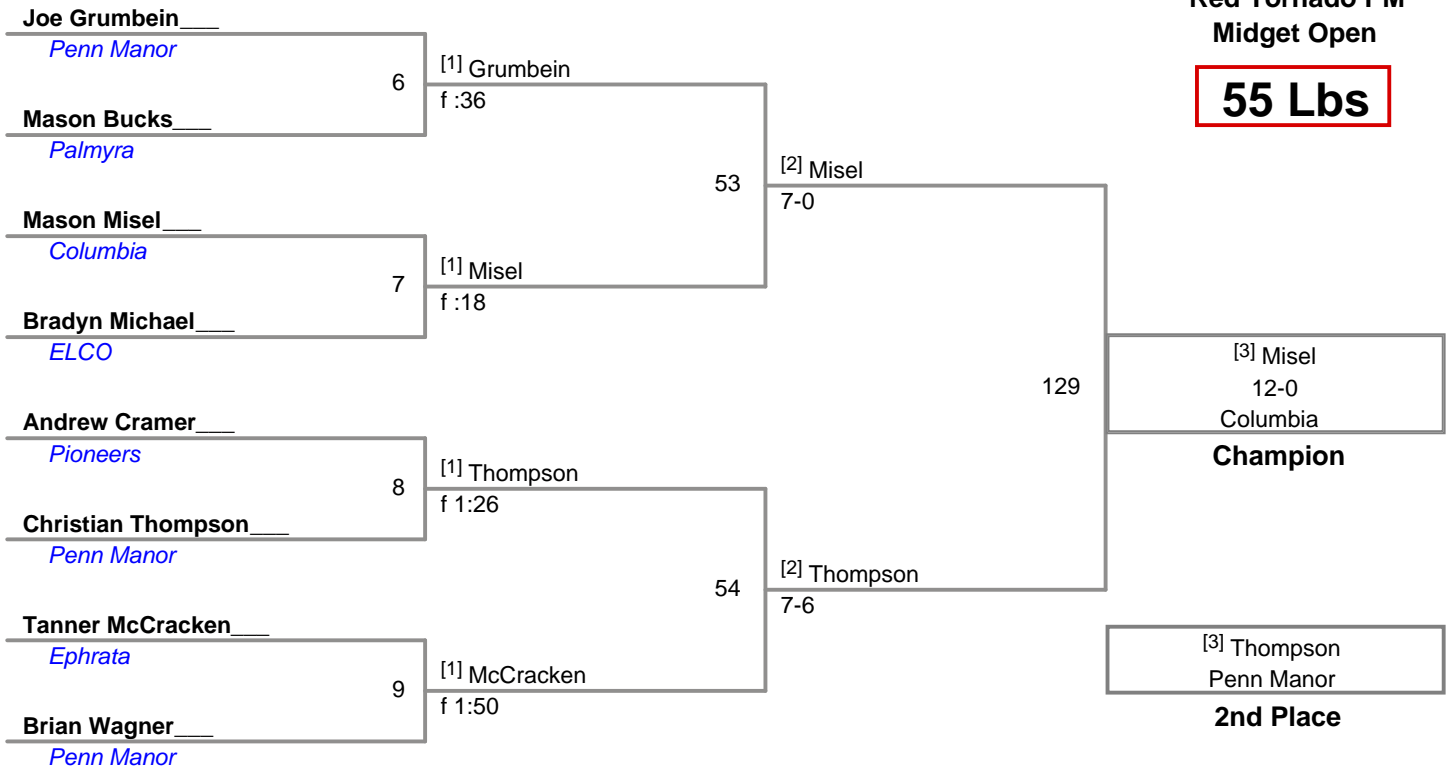 Red Tornado PM
Midget Open
55 Lbs
Joe Grumbein___
Penn Manor
6
[1] Grumbein
f :36
Mason Bucks___
Palmyra
53
[2] Misel
7-0
Mason Misel___
Columbia
7
[1] Misel
f :18
Bradyn Michael___
ELCO
129
[3] Misel
12-0
Columbia
Champion
Andrew Cramer___
Pioneers
8
[1] Thompson
f 1:26
Christian Thompson___
Penn Manor
54
[2] Thompson
7-6
Tanner McCracken___
Ephrata
9
[1] McCracken
f 1:50
Brian Wagner___
Penn Manor
[3] Thompson
Penn Manor
2nd Place